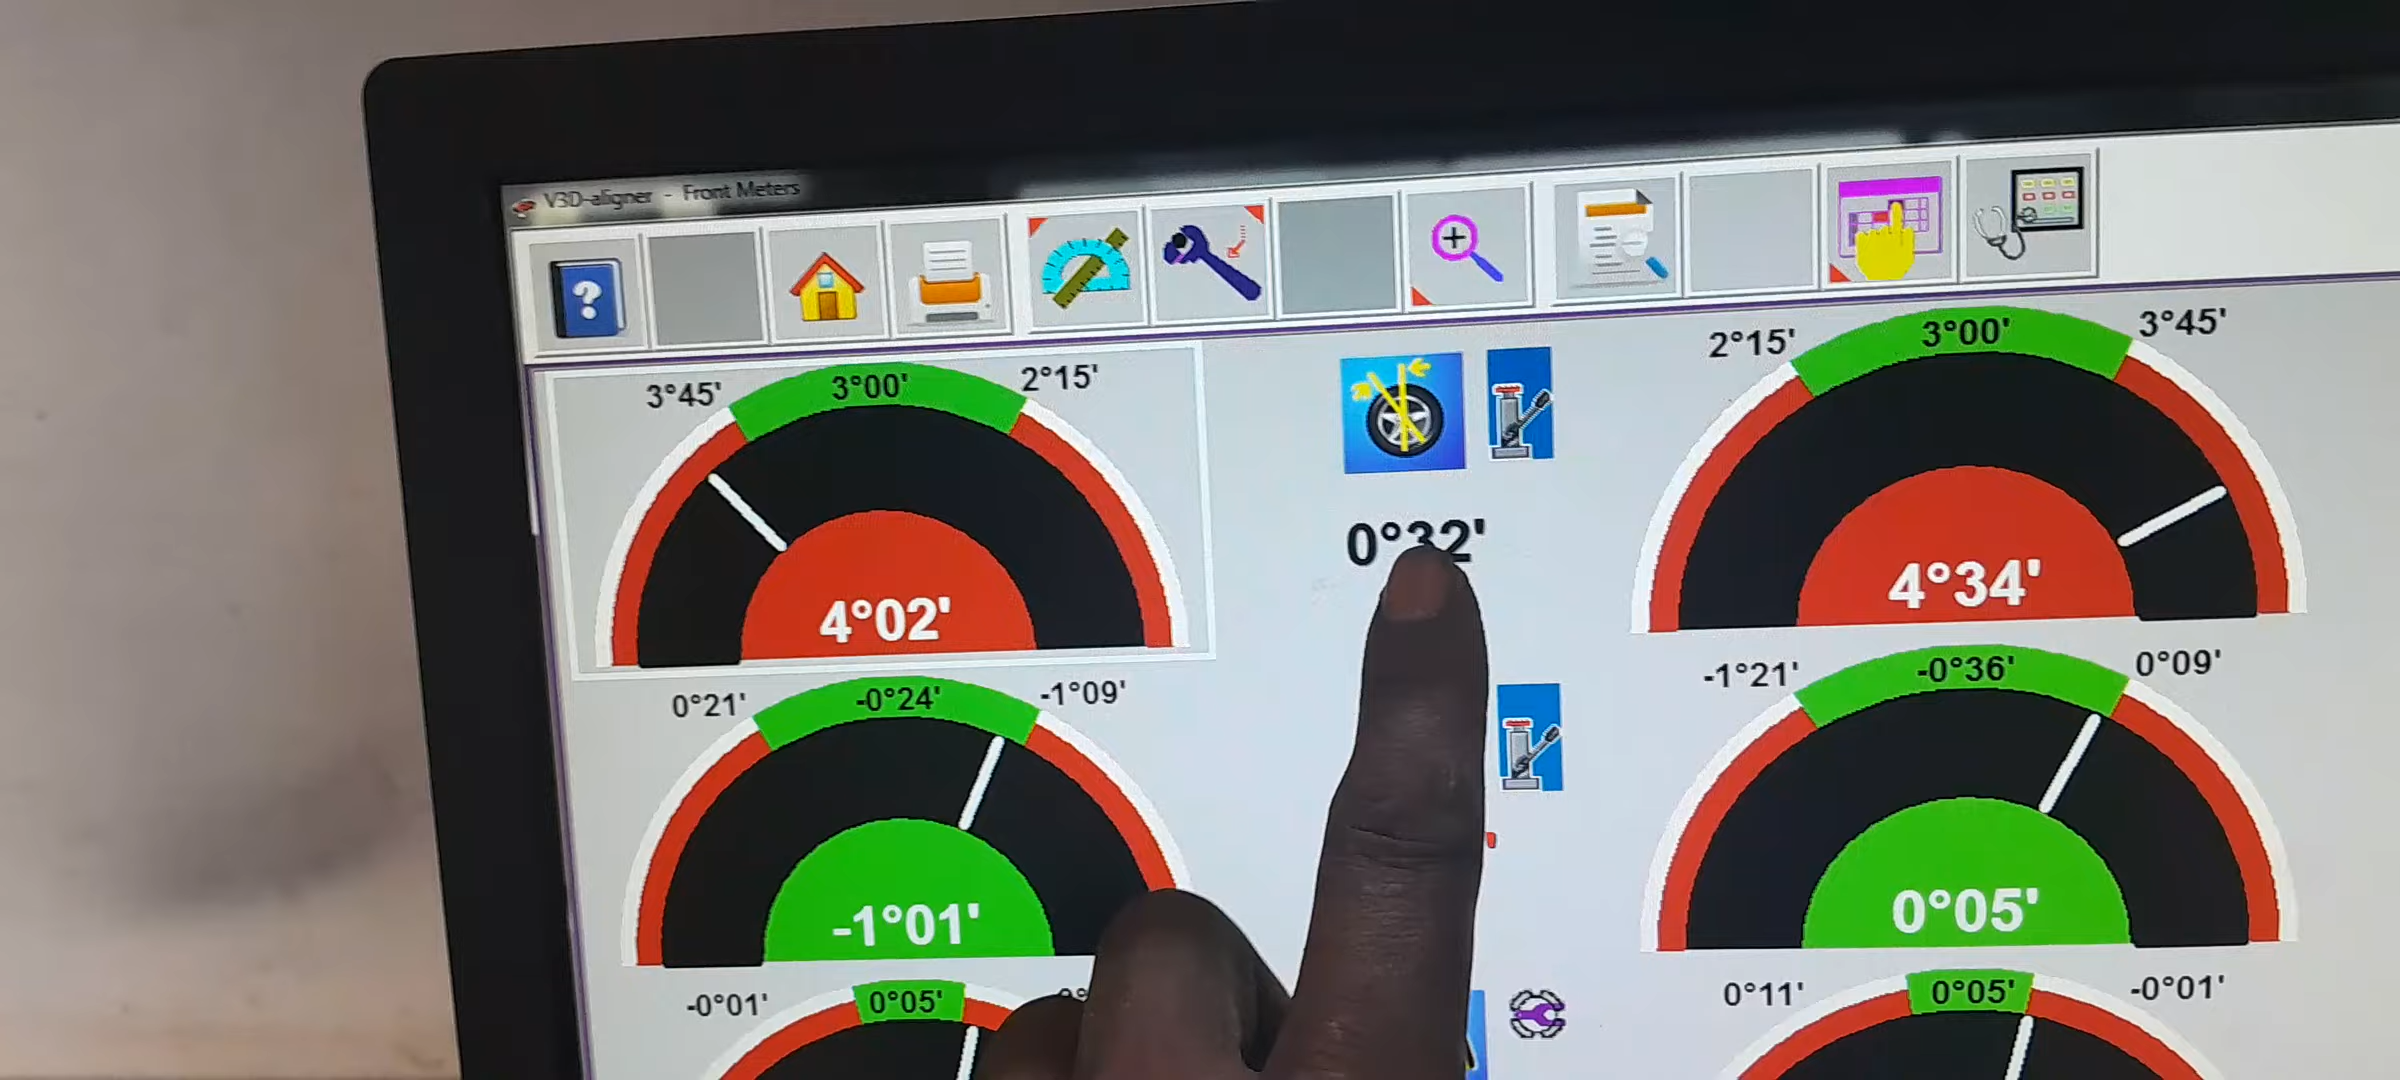 V3D-aligner - Front Meters
3°45' 3°00' 2°15'
4°02'
0°32'
2°15' 3°00' 3°45'
4°34'
0°21' -0°24' -1°09'
-1°01'
-1°21' -0°36' 0°09'
0°05'
-0°01' 0°05'
0°11' 0°05' -0°01'